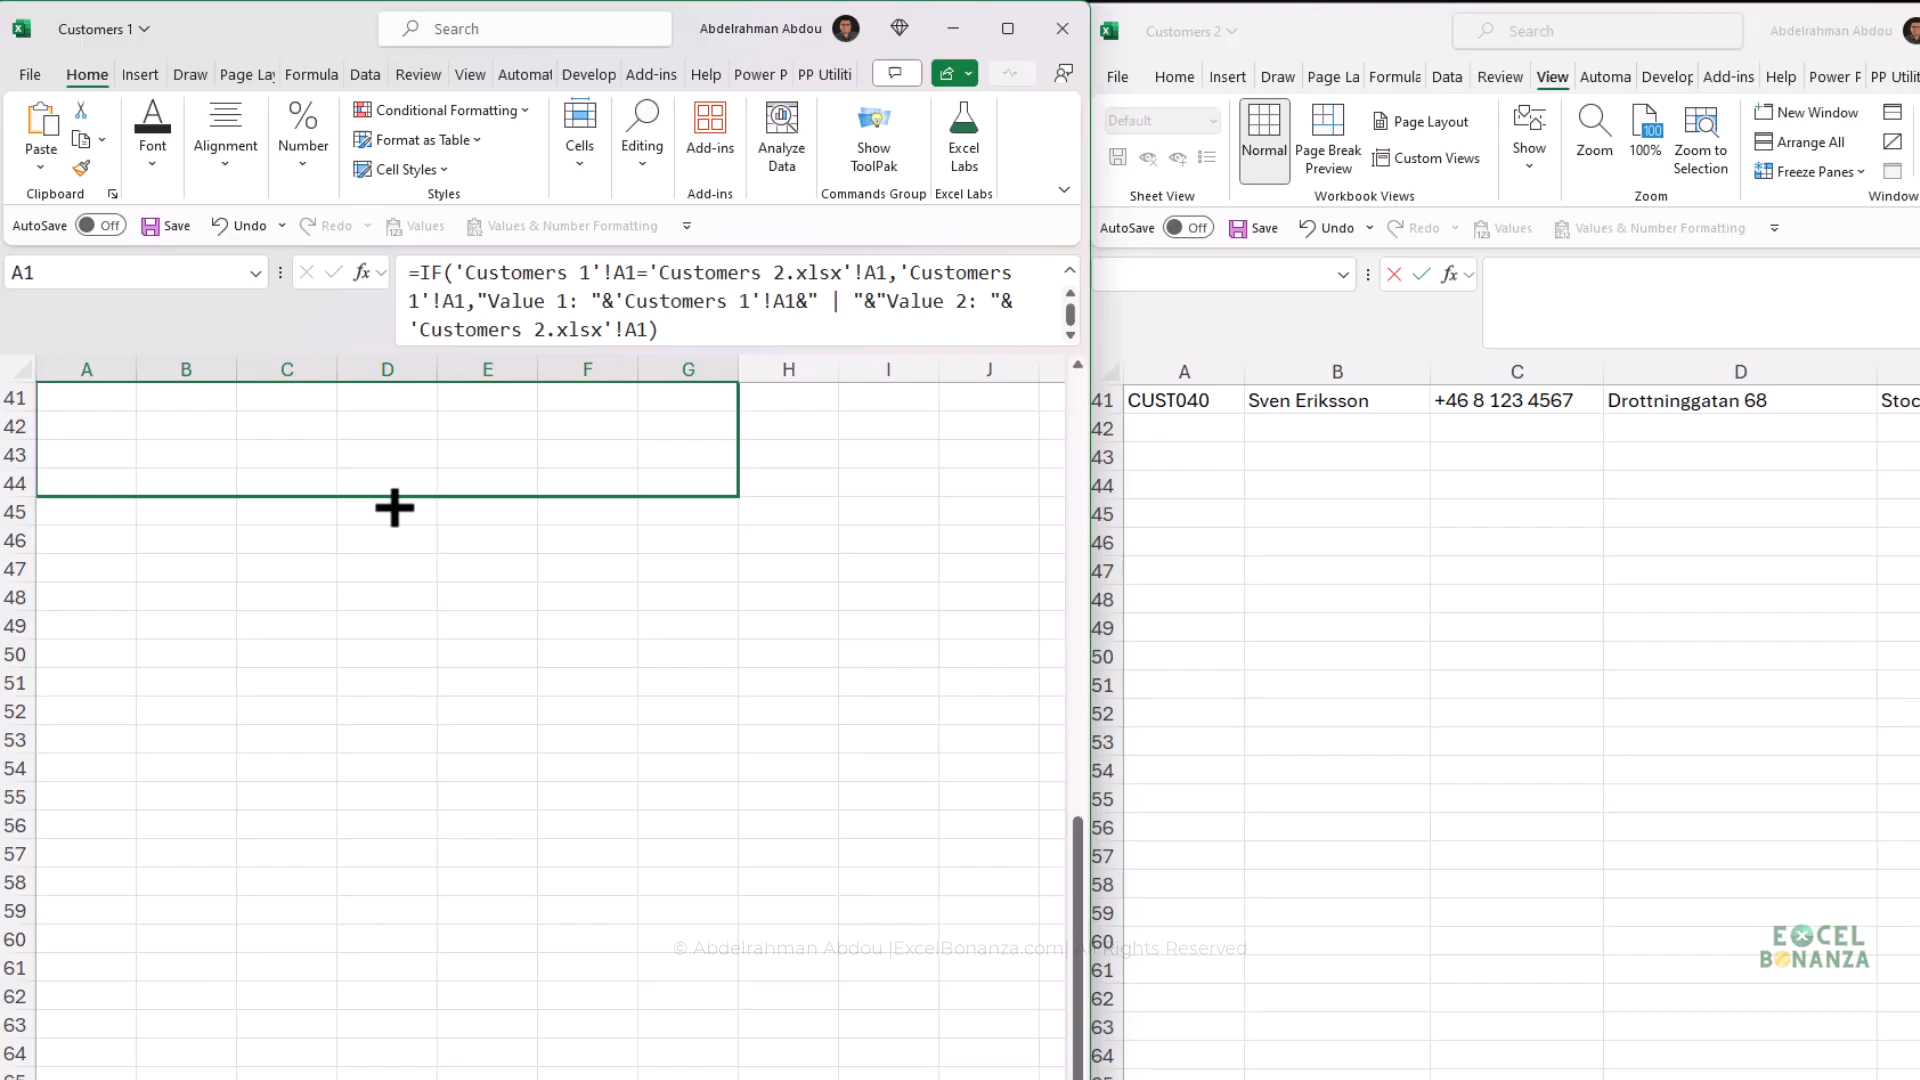 Customers 1
Search
Abdelrahman Abdou
File Home Insert Draw Page Lay Formula Data Review View Automat Develop Add-ins Help Power P PP Utiliti
Paste
Font
Alignment
Number
Conditional Formatting
Format as Table
Cell Styles
Cells
Editing
Add-ins
Analyze
Data
Show
ToolPak
Excel
Labs
Clipboard
Styles
Add-ins
Commands Group
Excel Labs
AutoSave Off Save Undo Redo Values Values & Number Formatting
A1
fx
=IF('Customers 1'!A1='Customers 2.xlsx'!A1,'Customers
1'!A1,"Value 1: "&'Customers 1'!A1&" | "&"Value 2: "&
'Customers 2.xlsx'!A1)
A B C D E F G H I J
41
42
43
44
45
46
47
48
49
50
51
52
53
54
55
56
57
58
59
60
61
62
63
64
65
Customers 2
Search
Abdelrahman Abdou
File Home Insert Draw Page La Formula Data Review View Automa Develop Add-ins Help Power P PP Utilit
Default
Normal
Page Break
Preview
Page Layout
Custom Views
Show
Zoom
100
100%
Zoom to
Selection
New Window
Arrange All
Freeze Panes
Sheet View
Workbook Views
Zoom
Window
AutoSave Off Save Undo Redo Values Values & Number Formatting
fx
A B C D
41 CUST040 Sven Eriksson +46 8 123 4567 Drottninggatan 68 Stoc
42
43
44
45
46
47
48
49
50
51
52
53
54
55
56
57
58
59
60
61
62
63
64
© Abdelrahman Abdou |ExcelBonanza.com| All Rights Reserved
EXCEL
BONANZA